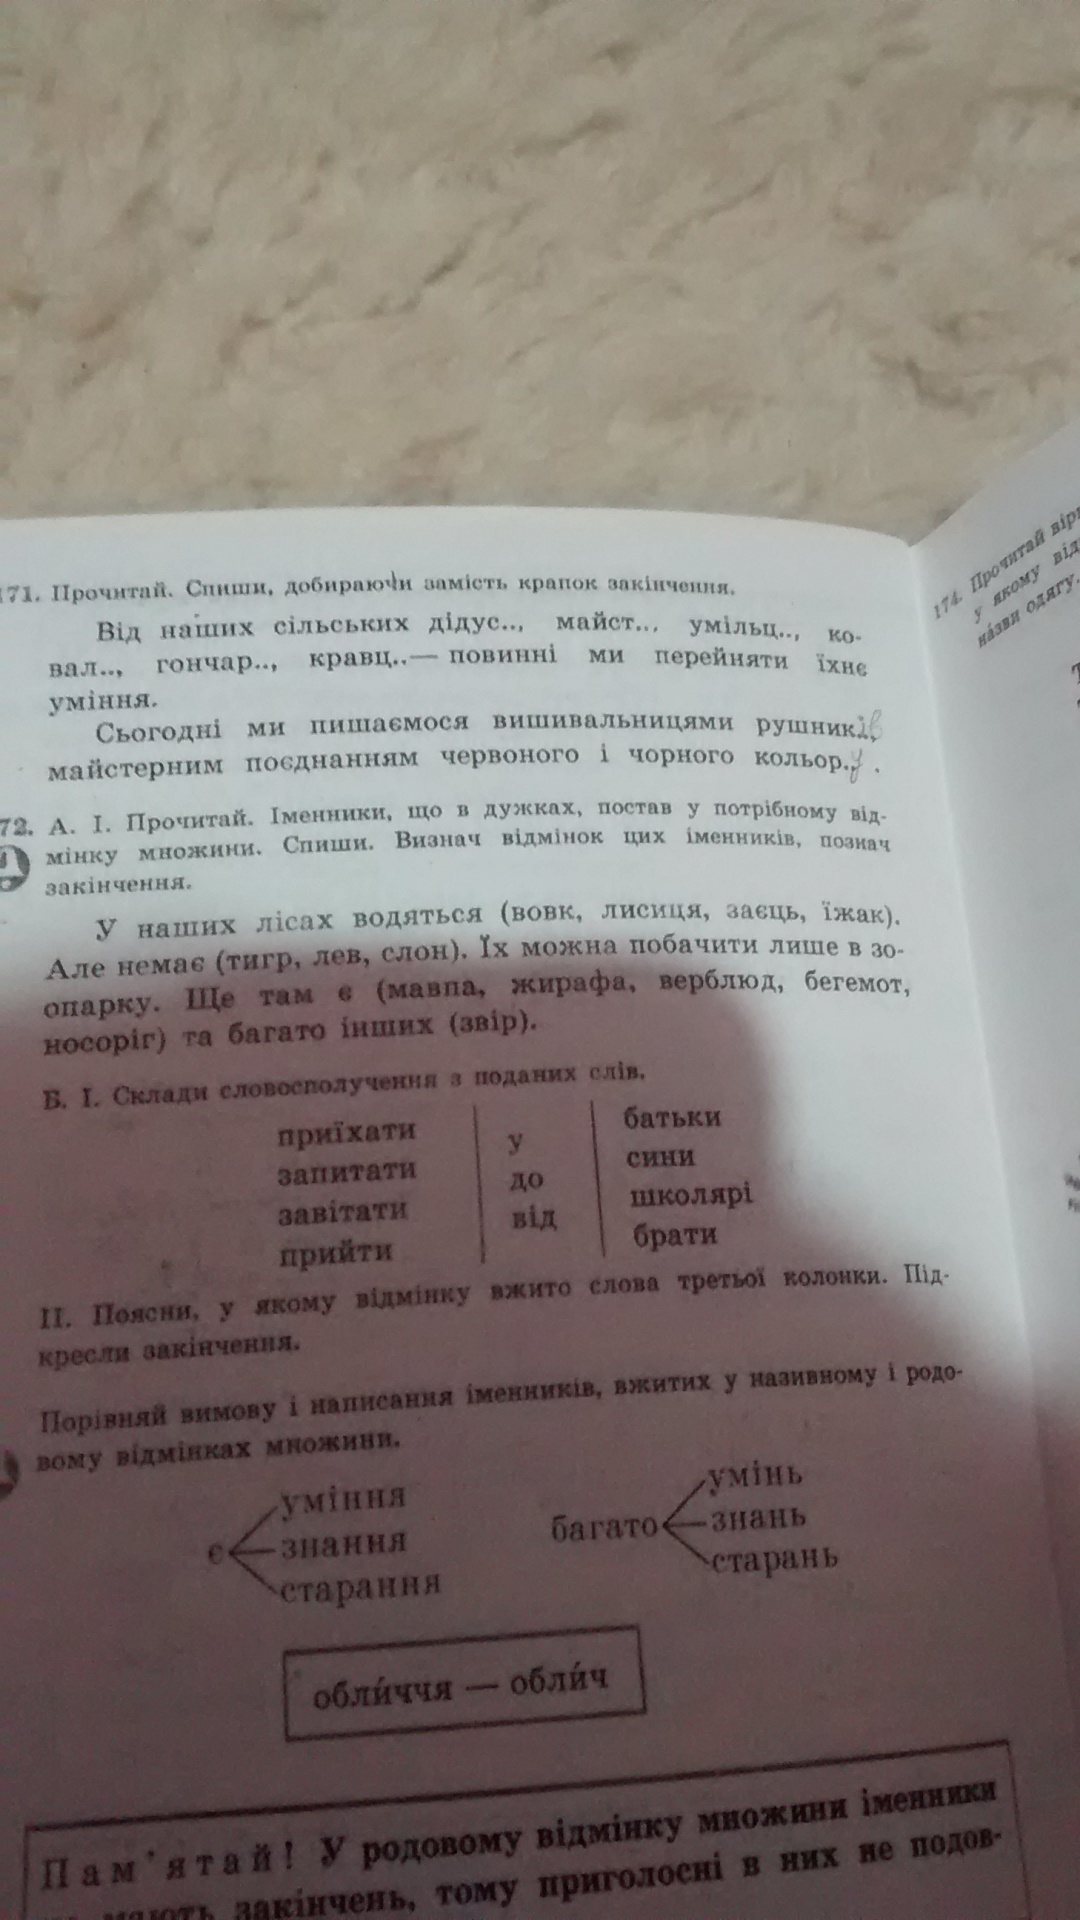 171. Прочитай. Спиши, добираючи замість крапок закінчення.
Від наших сільських дідус.., майст.., умільц.., ко-
вал.., гончар.., кравц..— повинні ми перейняти їхнє
уміння.
Сьогодні ми пишаємося вишивальницями рушник..ів,
майстерним поєднанням червоного і чорного кольор.. .
72. А. І. Прочитай. Іменники, що в дужках, постав у потрібному від-
мінку множини. Спиши. Визнач відмінок цих іменників, познач
закінчення.
У наших лісах водяться (вовк, лисиця, заєць, їжак).
Але немає (тигр, лев, слон). Їх можна побачити лише в зо-
опарку. Ще там є (мавпа, жирафа, верблюд, бегемот,
носоріг) та багато інших (звір).
Б. І. Склади словосполучення з поданих слів.
приїхати у батьки
запитати до сини
завітати від школярі
прийти брати
ІІ. Поясни, у якому відмінку вжито слова третьої колонки. Під-
кресли закінчення.
Порівняй вимову і написання іменників, вжитих у називному і родо-
вому відмінках множини.
є уміння
знання
старання
багато умінь
знань
старань
обли́ччя — обли́ч
Пам'ятай! У родовому відмінку множини іменники
мають закінчень, тому приголосні в них не подов-
174. Прочитай
у якому
на́зви одягу.